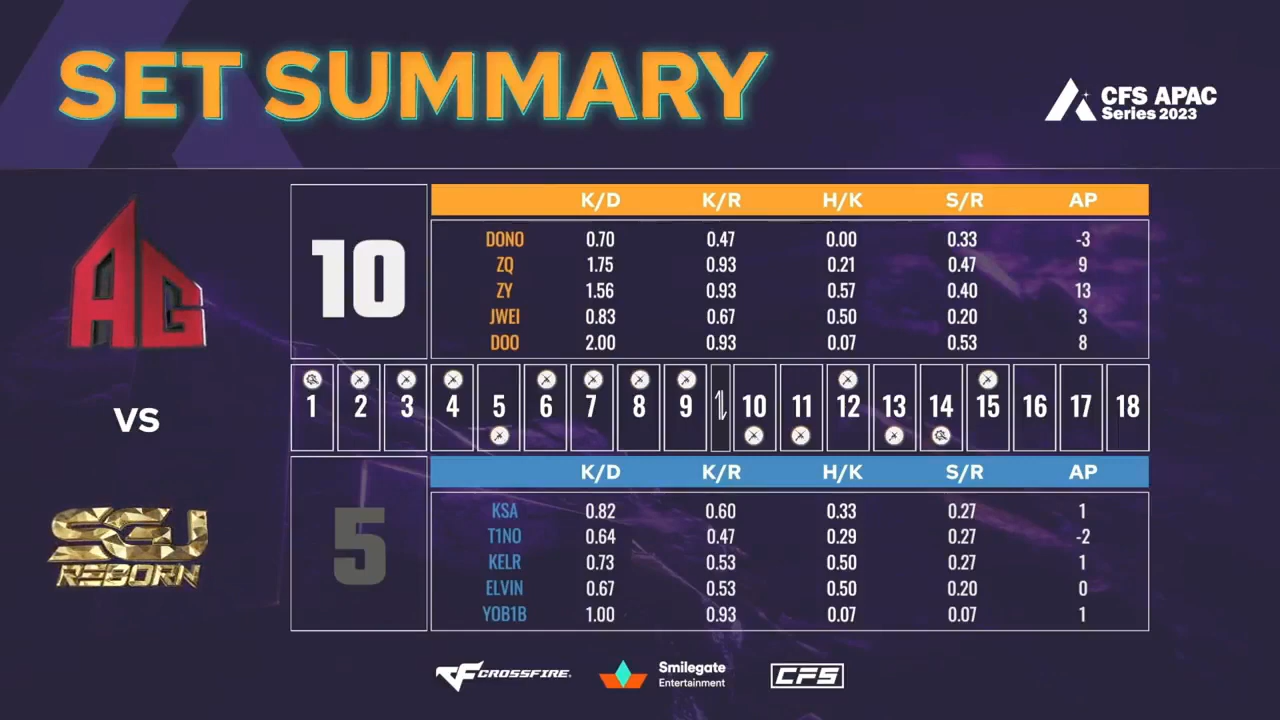 SET SUMMARY
CFS APAC
Series 2023
AG
10
K/D K/R H/K S/R AP
DONO 0.70 0.47 0.00 0.33 -3
ZQ 1.75 0.93 0.21 0.47 9
ZY 1.56 0.93 0.57 0.40 13
JWEI 0.83 0.67 0.50 0.20 3
DOO 2.00 0.93 0.07 0.53 8
VS
1 2 3 4 5 6 7 8 9 10 11 12 13 14 15 16 17 18
SGJ
REBORN
5
K/D K/R H/K S/R AP
KSA 0.82 0.60 0.33 0.27 1
T1NO 0.64 0.47 0.29 0.27 -2
KELR 0.73 0.53 0.50 0.27 1
ELVIN 0.67 0.53 0.50 0.20 0
YOB1B 1.00 0.93 0.07 0.07 1
CROSSFIRE
Smilegate
Entertainment
CFS